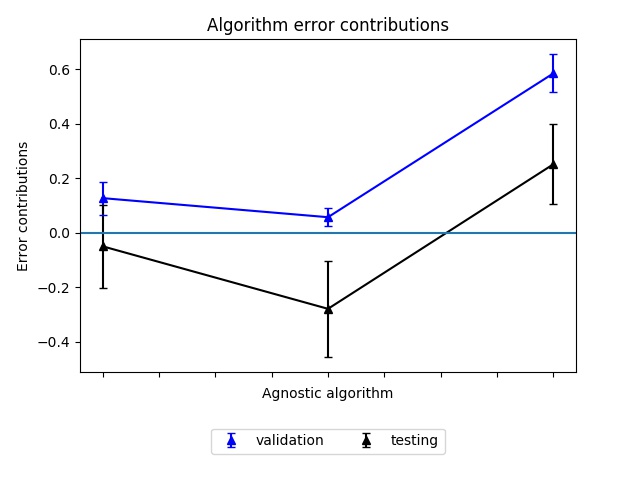 Algorithm error contributions
Error contributions
0.6
0.4
0.2
0.0
−0.2
−0.4
Agnostic algorithm
validation
testing